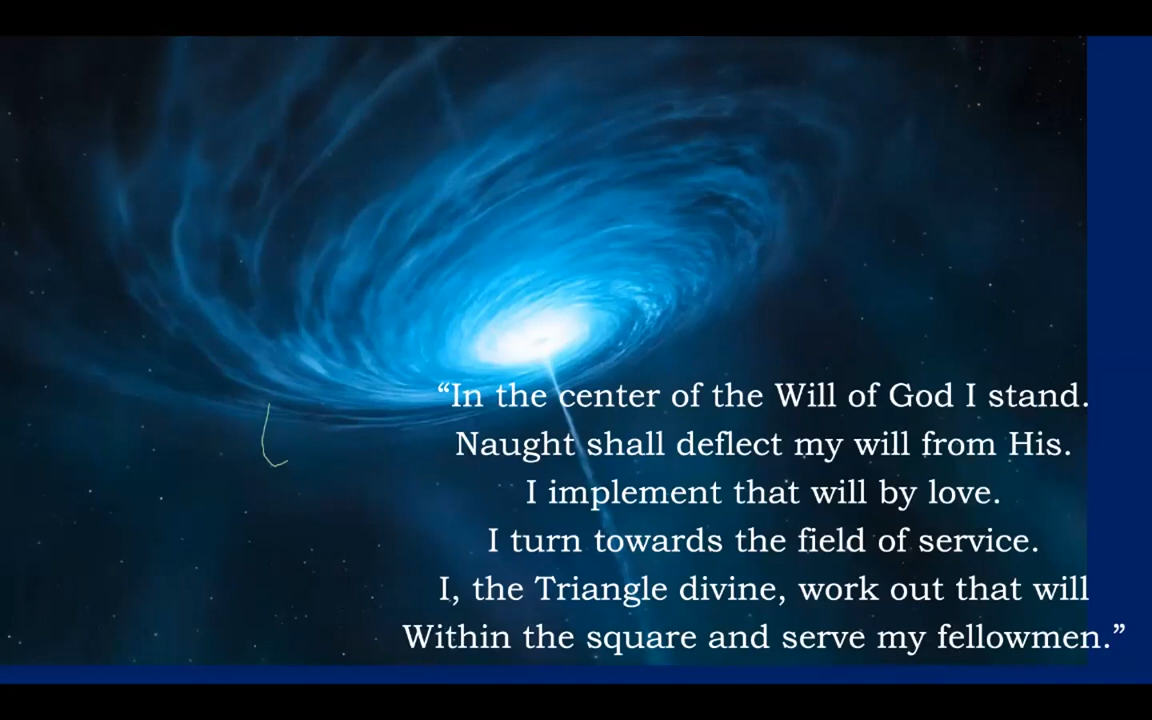 “In the center of the Will of God I stand.
Naught shall deflect my will from His.
I implement that will by love.
I turn towards the field of service.
I, the Triangle divine, work out that will
Within the square and serve my fellowmen.”